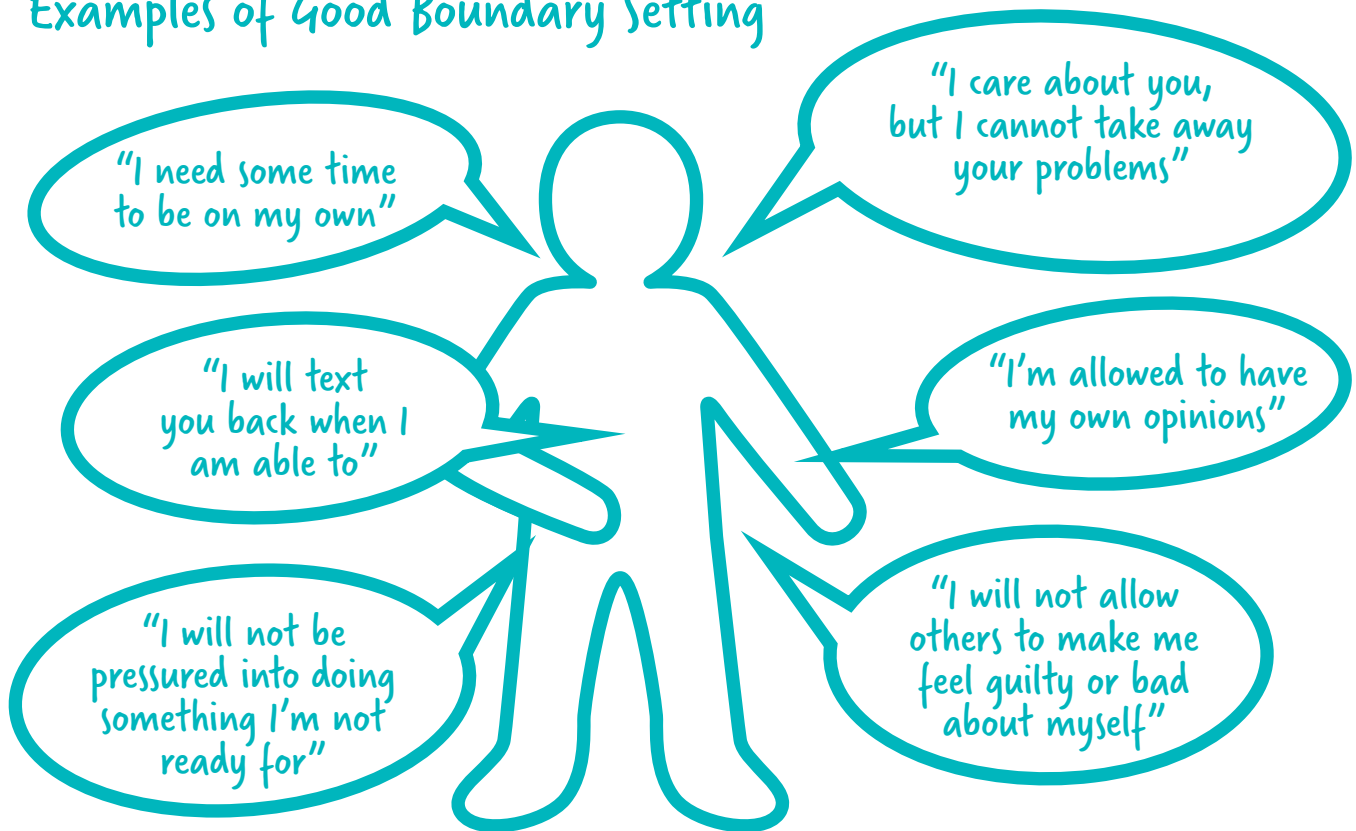 Examples of Good Boundary Setting
“I need some time
to be on my own”
“I care about you,
but I cannot take away
your problems”
“I will text
you back when I
am able to”
“I’m allowed to have
my own opinions”
“I will not be
pressured into doing
something I’m not
ready for”
“I will not allow
others to make me
feel guilty or bad
about myself”